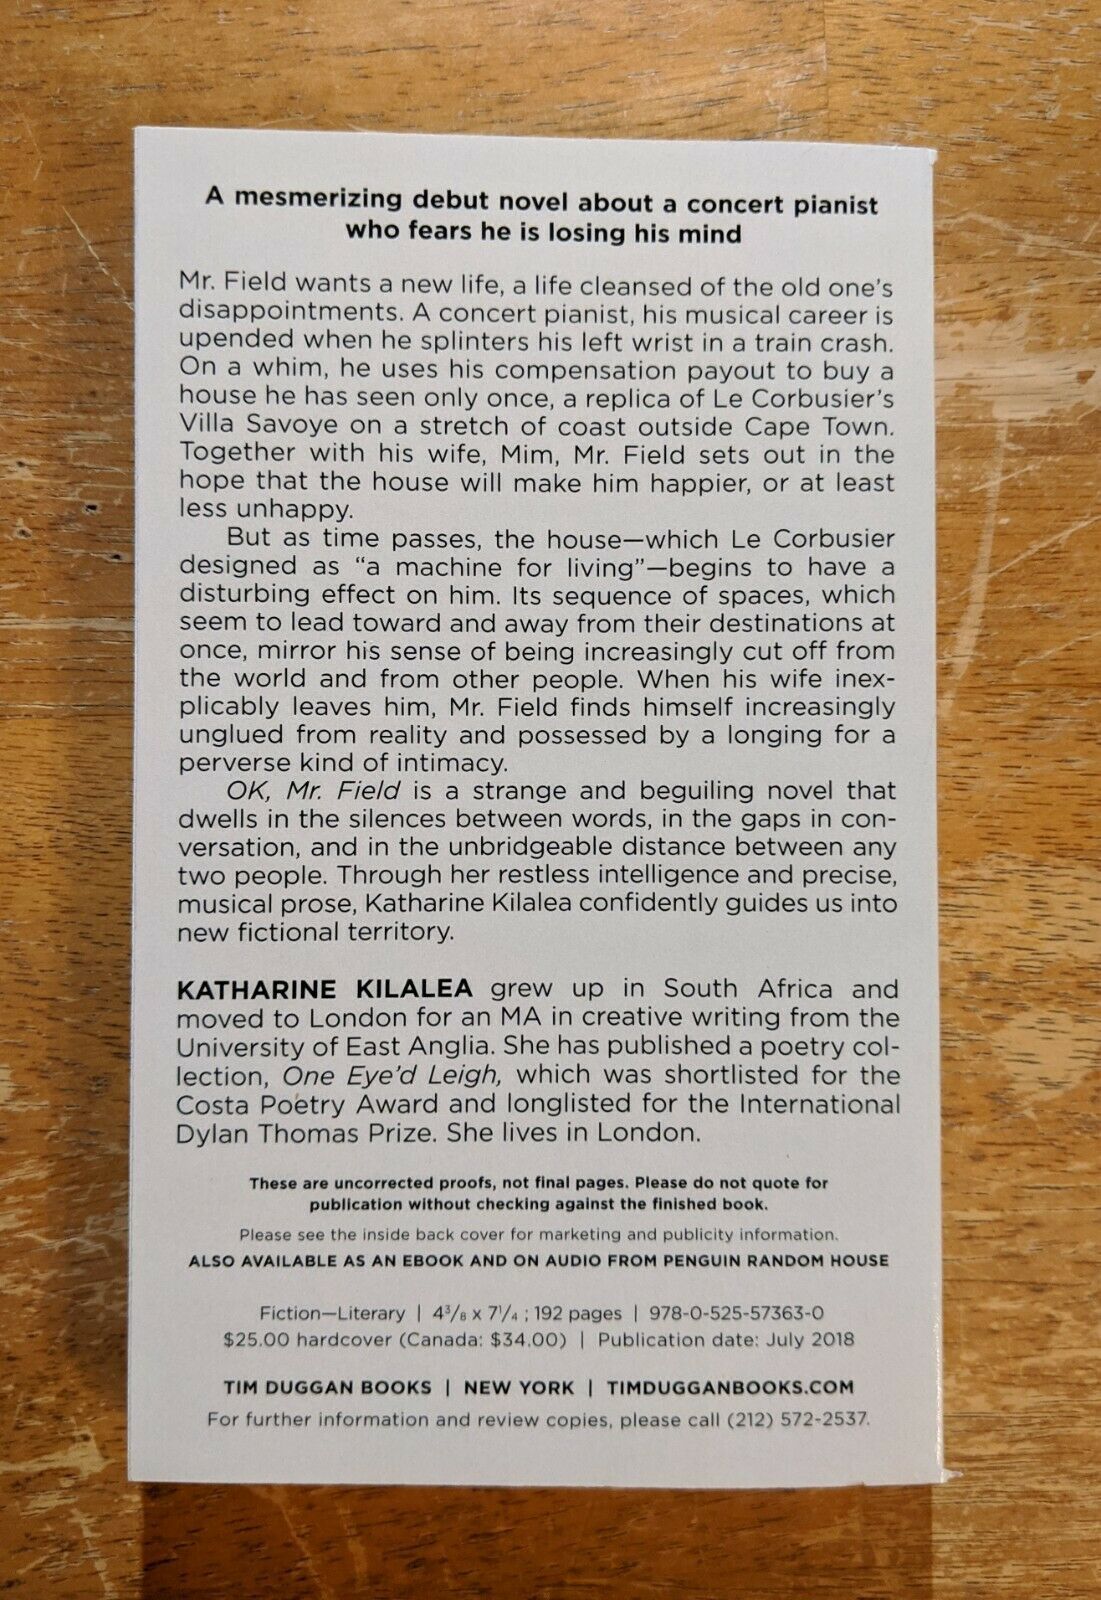 A mesmerizing debut novel about a concert pianist
who fears he is losing his mind
Mr. Field wants a new life, a life cleansed of the old one's
disappointments. A concert pianist, his musical career is
upended when he splinters his left wrist in a train crash.
On a whim, he uses his compensation payout to buy a
house he has seen only once, a replica of Le Corbusier's
Villa Savoye on a stretch of coast outside Cape Town.
Together with his wife, Mim, Mr. Field sets out in the
hope that the house will make him happier, or at least
less unhappy.
But as time passes, the house—which Le Corbusier
designed as "a machine for living"—begins to have a
disturbing effect on him. Its sequence of spaces, which
seem to lead toward and away from their destinations at
once, mirror his sense of being increasingly cut off from
the world and from other people. When his wife inex-
plicably leaves him, Mr. Field finds himself increasingly
unglued from reality and possessed by a longing for a
perverse kind of intimacy.
OK, Mr. Field is a strange and beguiling novel that
dwells in the silences between words, in the gaps in con-
versation, and in the unbridgeable distance between any
two people. Through her restless intelligence and precise,
musical prose, Katharine Kilalea confidently guides us into
new fictional territory.
KATHARINE KILALEA grew up in South Africa and
moved to London for an MA in creative writing from the
University of East Anglia. She has published a poetry col-
lection, One Eye'd Leigh, which was shortlisted for the
Costa Poetry Award and longlisted for the International
Dylan Thomas Prize. She lives in London.
These are uncorrected proofs, not final pages. Please do not quote for
publication without checking against the finished book.
Please see the inside back cover for marketing and publicity information.
ALSO AVAILABLE AS AN EBOOK AND ON AUDIO FROM PENGUIN RANDOM HOUSE
Fiction—Literary | 4³/₈ x 7¹/₄ ; 192 pages | 978-0-525-57363-0
$25.00 hardcover (Canada: $34.00) | Publication date: July 2018
TIM DUGGAN BOOKS | NEW YORK | TIMDUGGANBOOKS.COM
For further information and review copies, please call (212) 572-2537.